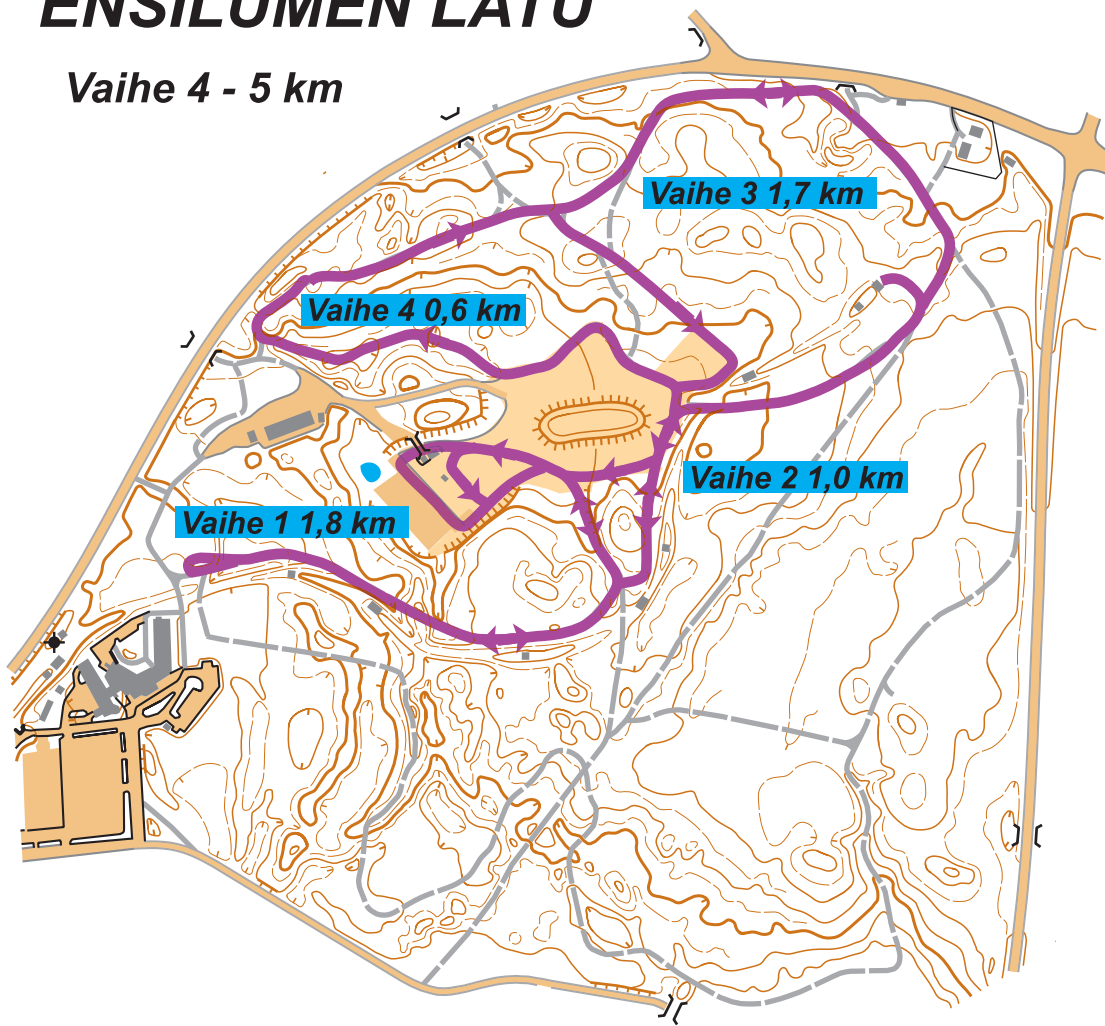 ENSILUMEN LATU
Vaihe 4 - 5 km
Vaihe 3 1,7 km
Vaihe 4 0,6 km
Vaihe 2 1,0 km
Vaihe 1 1,8 km